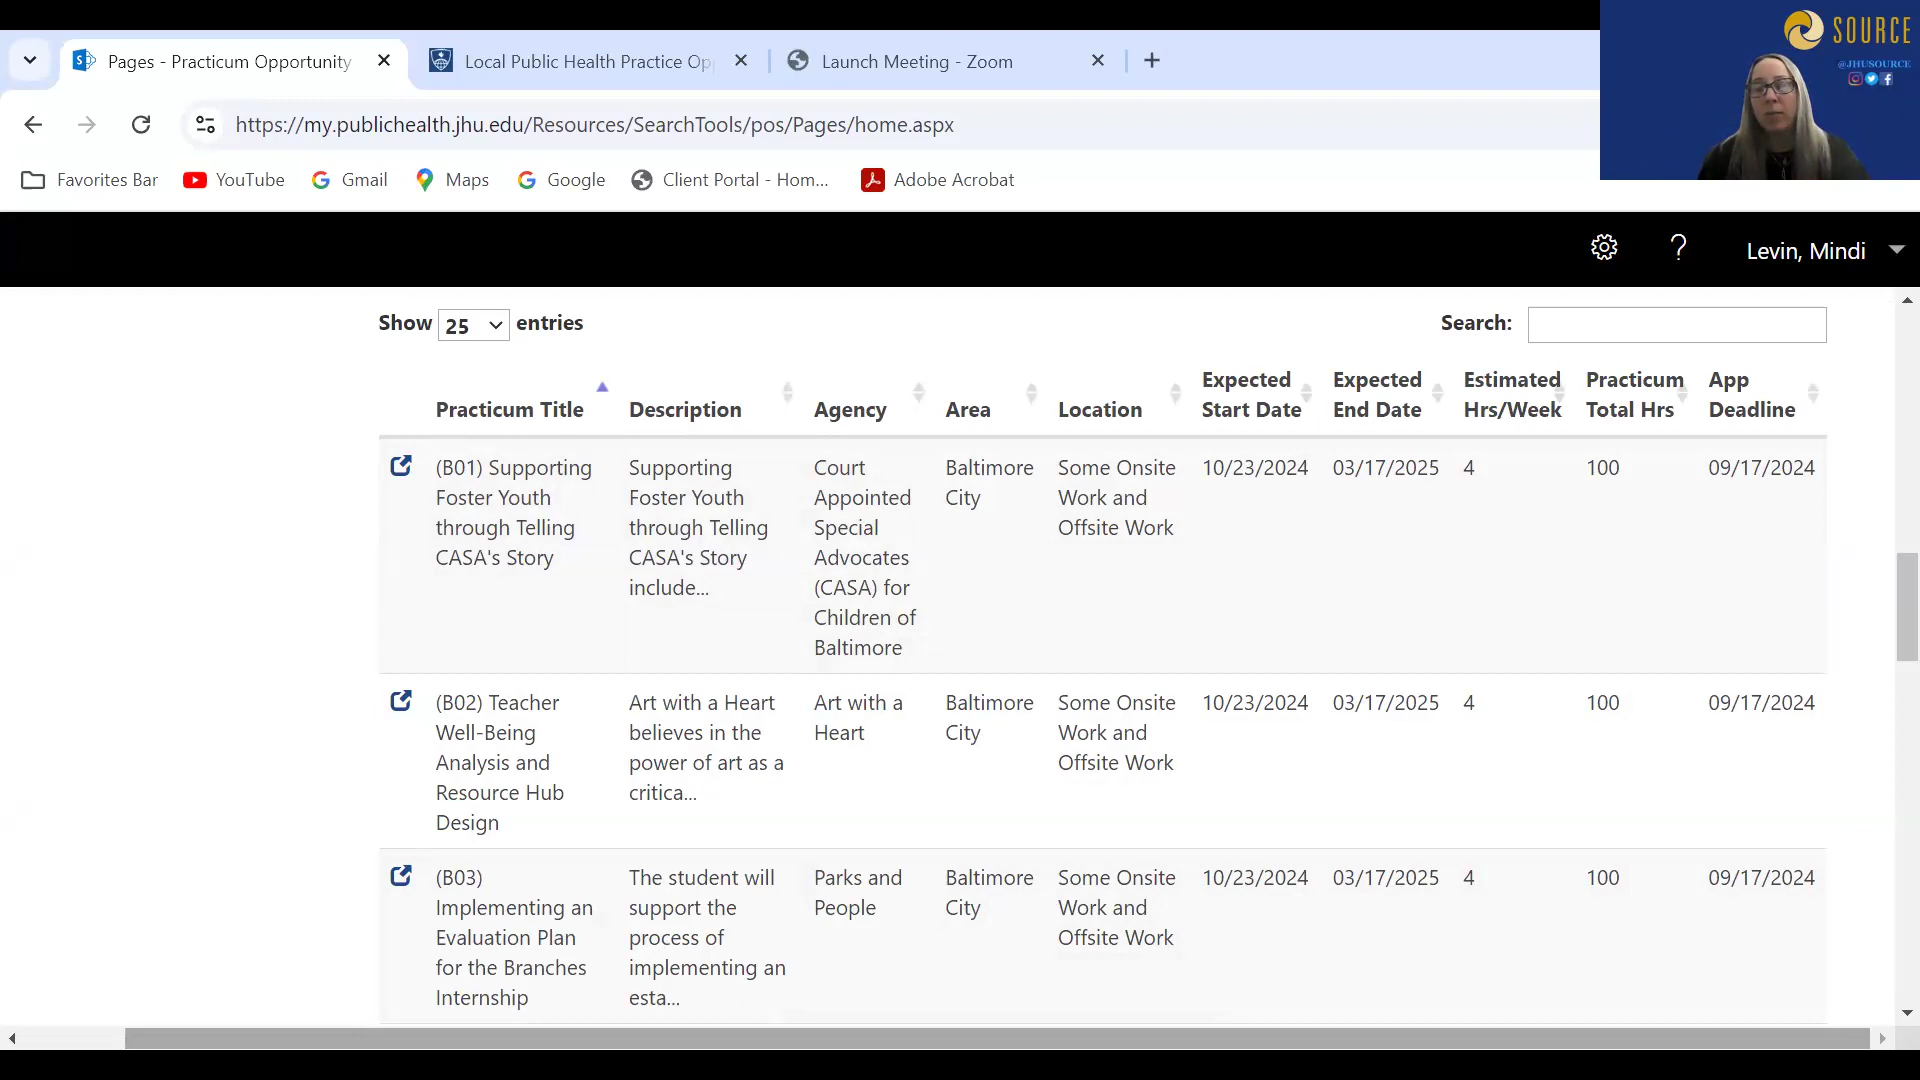 SOURCE
@JHUSOURCE
Pages - Practicum Opportunity
Local Public Health Practice Op
Launch Meeting - Zoom
https://my.publichealth.jhu.edu/Resources/SearchTools/pos/Pages/home.aspx
Favorites Bar
YouTube
Gmail
Maps
Google
Client Portal - Hom...
Adobe Acrobat
Levin, Mindi
Show 25 entries
Search:
Practicum Title
Description
Agency
Area
Location
Expected
Start Date
Expected
End Date
Estimated
Hrs/Week
Practicum
Total Hrs
App
Deadline
(B01) Supporting
Foster Youth
through Telling
CASA's Story
Supporting
Foster Youth
through Telling
CASA's Story
include...
Court
Appointed
Special
Advocates
(CASA) for
Children of
Baltimore
Baltimore
City
Some Onsite
Work and
Offsite Work
10/23/2024
03/17/2025
4
100
09/17/2024
(B02) Teacher
Well-Being
Analysis and
Resource Hub
Design
Art with a Heart
believes in the
power of art as a
critica...
Art with a
Heart
Baltimore
City
Some Onsite
Work and
Offsite Work
10/23/2024
03/17/2025
4
100
09/17/2024
(B03)
Implementing an
Evaluation Plan
for the Branches
Internship
The student will
support the
process of
implementing an
esta...
Parks and
People
Baltimore
City
Some Onsite
Work and
Offsite Work
10/23/2024
03/17/2025
4
100
09/17/2024